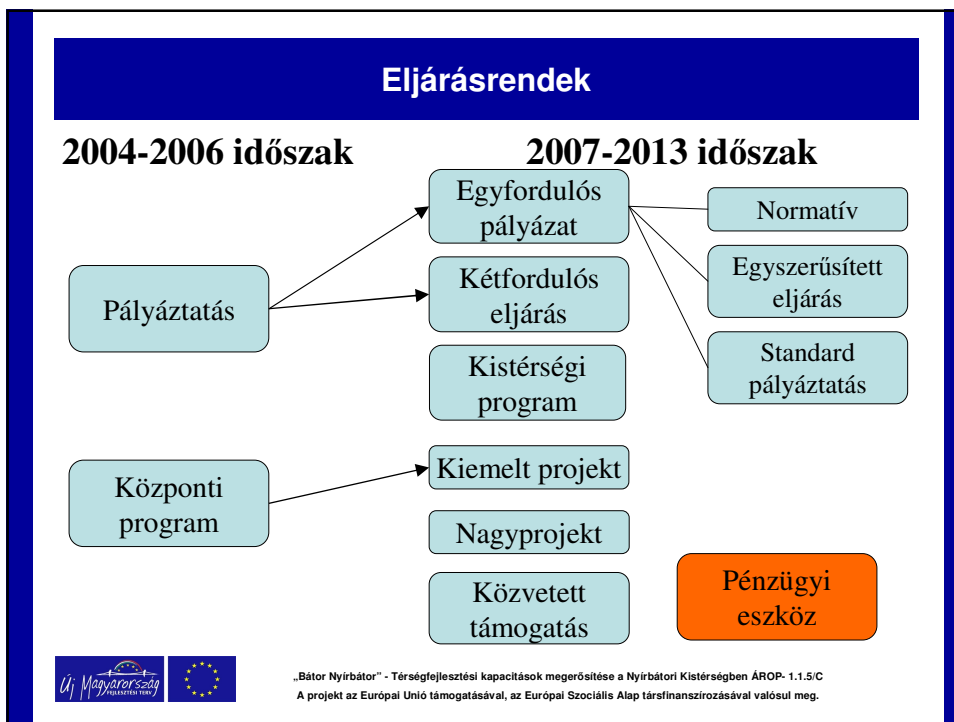 Eljárásrendek
2004-2006 időszak
2007-2013 időszak
Pályáztatás
Központi
program
Egyfordulós
pályázat
Kétfordulós
eljárás
Kistérségi
program
Kiemelt projekt
Nagyprojekt
Közvetett
támogatás
Normatív
Egyszerűsített
eljárás
Standard
pályáztatás
Pénzügyi
eszköz
Új Magyarország
FEJLESZTÉSI TERV
„Bátor Nyírbátor” - Térségfejlesztési kapacitások megerősítése a Nyírbátori Kistérségben ÁROP- 1.1.5/C
A projekt az Európai Unió támogatásával, az Európai Szociális Alap társfinanszírozásával valósul meg.